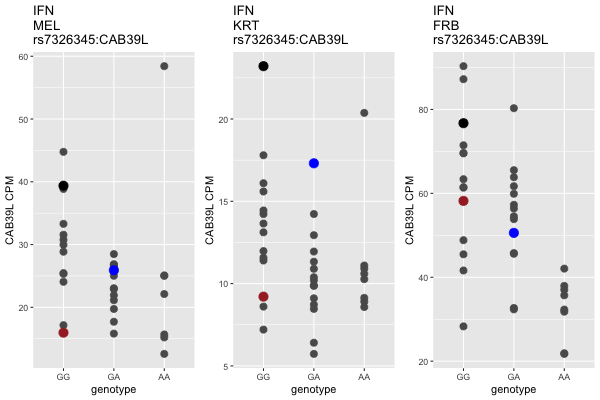 IFN
MEL
rs7326345:CAB39L
60
50
40
30
20
CAB39L CPM
GG
GA
AA
genotype
IFN
KRT
rs7326345:CAB39L
20
15
10
5
CAB39L CPM
GG
GA
AA
genotype
IFN
FRB
rs7326345:CAB39L
80
60
40
20
CAB39L CPM
GG
GA
AA
genotype